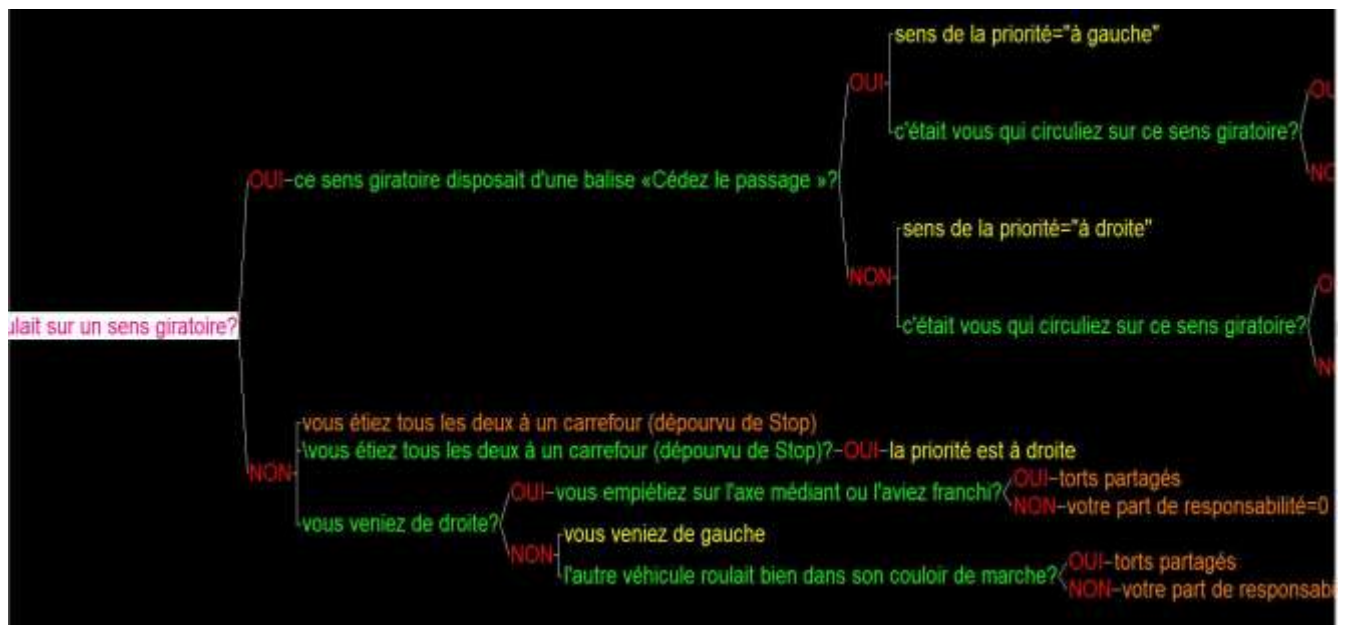 sens de la priorité="à gauche"
OUI
c'était vous qui circuliez sur ce sens giratoire?
OUI-ce sens giratoire disposait d'une balise «Cédez le passage »?
sens de la priorité="à droite"
NON
c'était vous qui circuliez sur ce sens giratoire?
sur un sens giratoire?
vous étiez tous les deux à un carrefour (dépourvu de Stop)
\vous étiez tous les deux à un carrefour (dépourvu de Stop)?-OUI-la priorité est à droite
NON
OUI-vous empiétiez sur l'axe médiant ou l'aviez franchi?
OUI-torts partagés
NON-votre part de responsabilité=0
vous veniez de droite?
NON
vous veniez de gauche
l'autre véhicule roulait bien dans son couloir de marche?
OUI-torts partagés
NON-votre part de